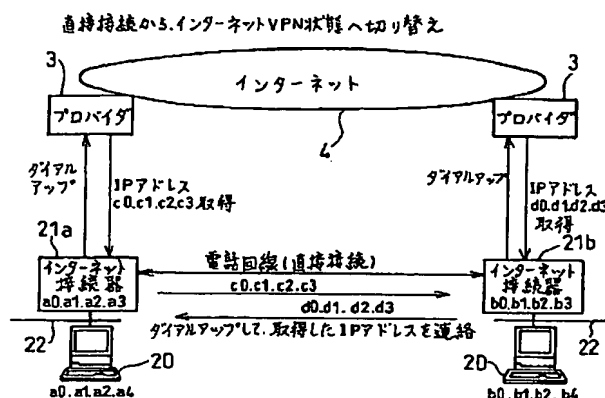 直接接続から、インターネットVPN状態へ切り替え
3
インターネット
3
プロバイダ
プロバイダ
4
ダイアル
アップ
IPアドレス
c0.c1.c2.c3.取得
ダイアルアップ
IPアドレス
d0.d1.d2.d3
取得
21a
21b
インターネット
接続器
a0.a1.a2.a3
電話回線(直接接続)
c0.c1.c2.c3
d0.d1.d2.d3
ダイアルアップして、取得したIPアドレスを連絡
インターネット
接続器
b0.b1.b2.b3
22
20
20
22
a0.a1.a2.a4
b0.b1.b2.b4